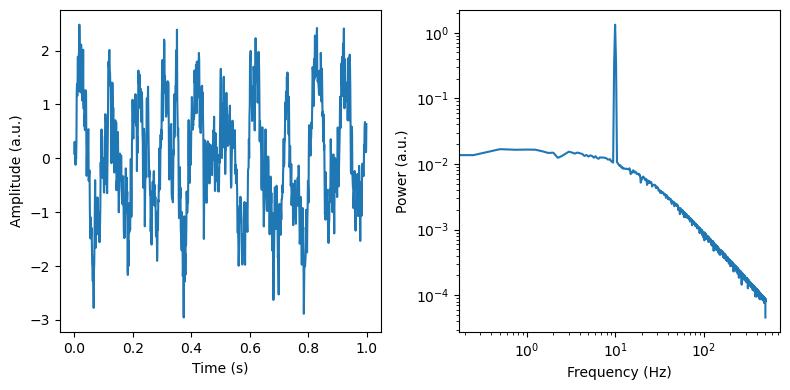 2
1
0
−1
−2
−3
Amplitude (a.u.)
0.0 0.2 0.4 0.6 0.8 1.0
Time (s)
10⁰
10⁻¹
10⁻²
10⁻³
10⁻⁴
Power (a.u.)
10⁰ 10¹ 10²
Frequency (Hz)